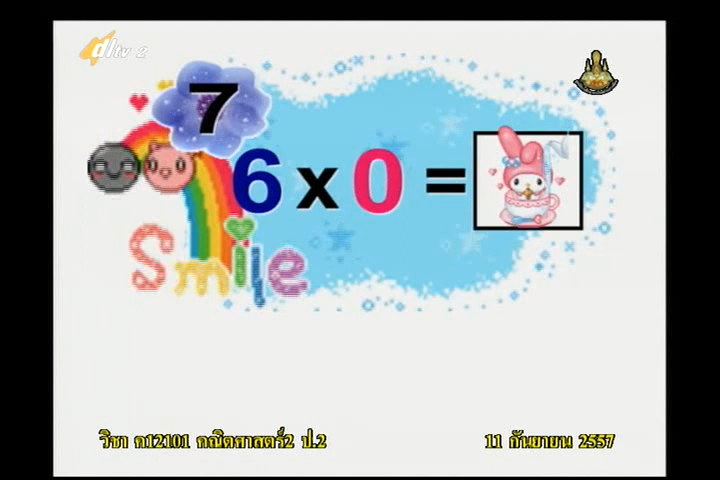 dltv 2
7
6 x 0 =
Smile
วิชา ค12101 คณิตศาสตร์2 ป.2
11 กันยายน 2557